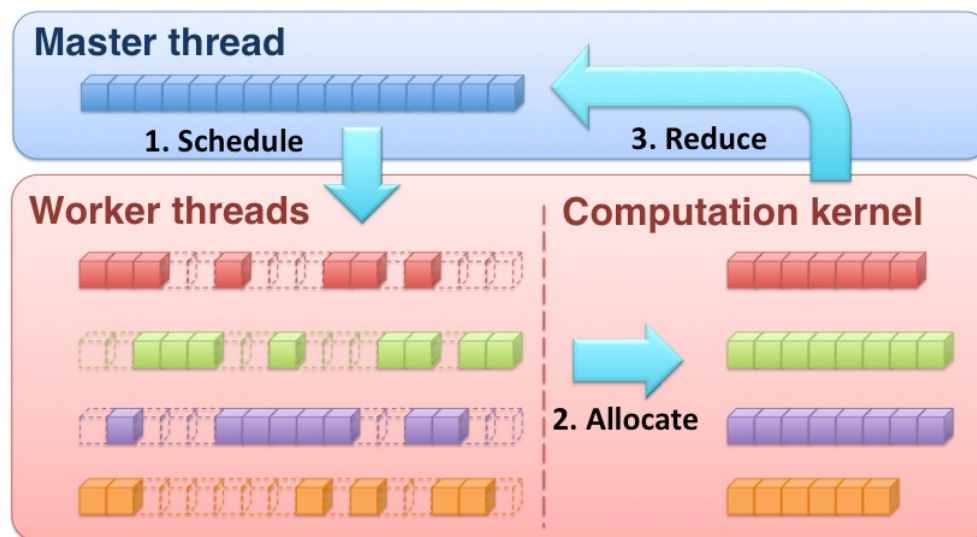 Master thread
1. Schedule
3. Reduce
Worker threads
Computation kernel
2. Allocate